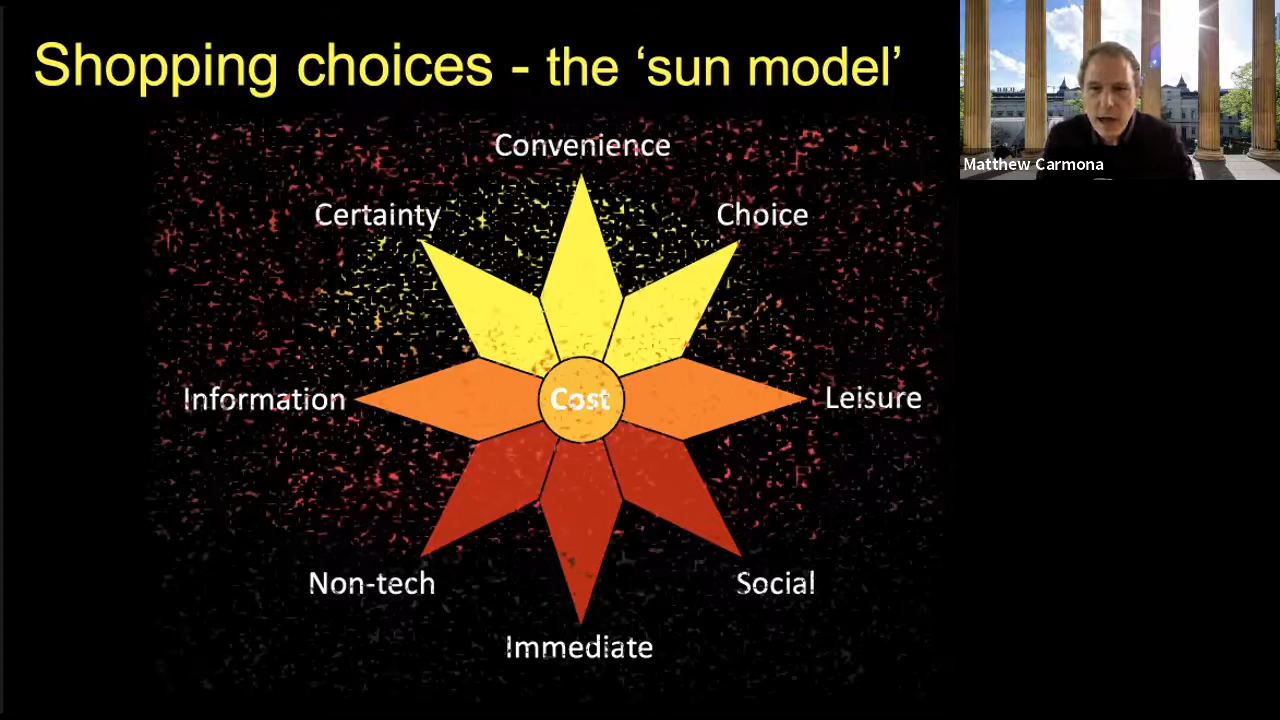 Shopping choices - the ‘sun model’
Matthew Carmona
Convenience
Certainty
Choice
Information
Cost
Leisure
Non-tech
Social
Immediate